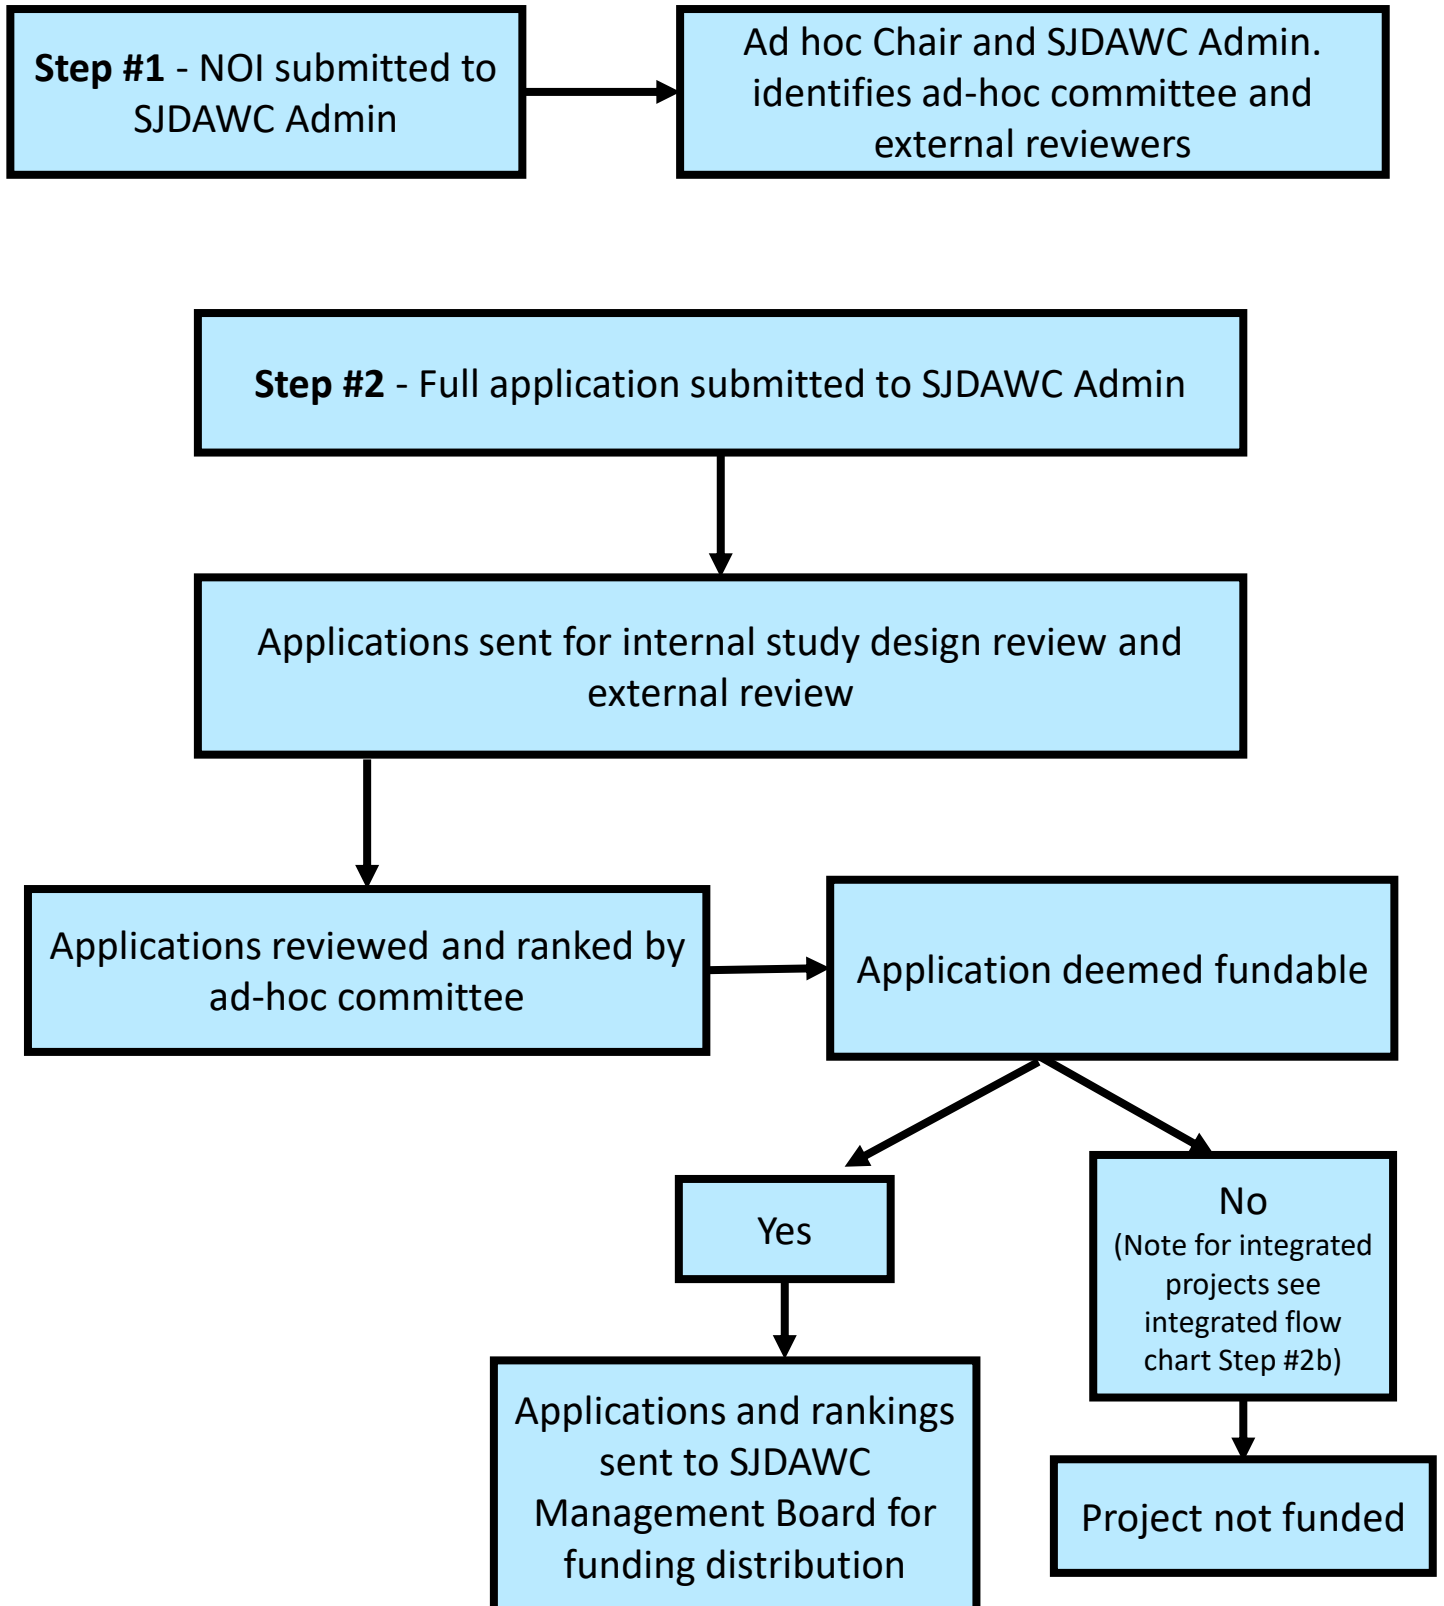 Step #1 - NOI submitted to
SJDAWC Admin
Ad hoc Chair and SJDAWC Admin.
identifies ad-hoc committee and
external reviewers
Step #2 - Full application submitted to SJDAWC Admin
Applications sent for internal study design review and
external review
Applications reviewed and ranked by
ad-hoc committee
Application deemed fundable
Yes
No
(Note for integrated
projects see
integrated flow
chart Step #2b)
Applications and rankings
sent to SJDAWC
Management Board for
funding distribution
Project not funded